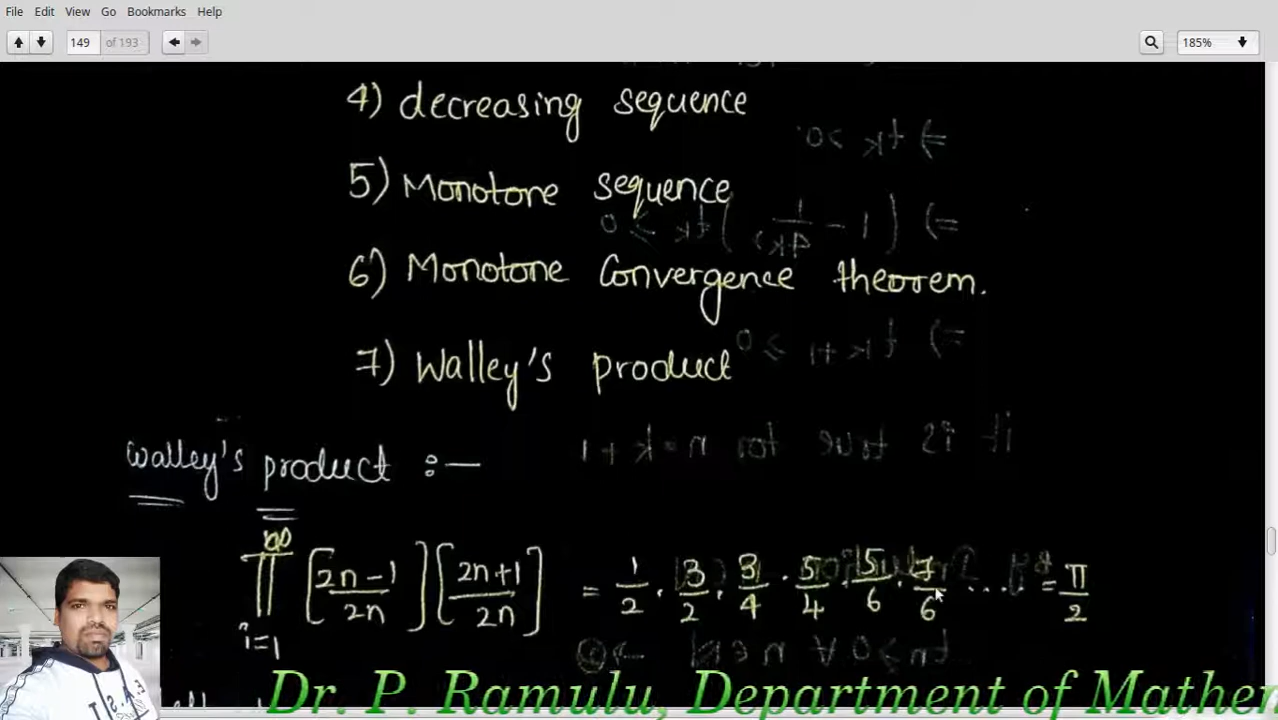 File Edit View Go Bookmarks Help
149 of 193 185%
4) decreasing sequence
5) Monotone sequence
6) Monotone Convergence theorem.
7) Walley's product
Walley's product :—
∞∏i=1 [2n-1/2n][2n+1/2n] = 1/2 · 3/2 · 3/4 · 5/4 · 5/6 · 7/6 .... = π/2
Dr. P. Ramulu, Department of Mathe